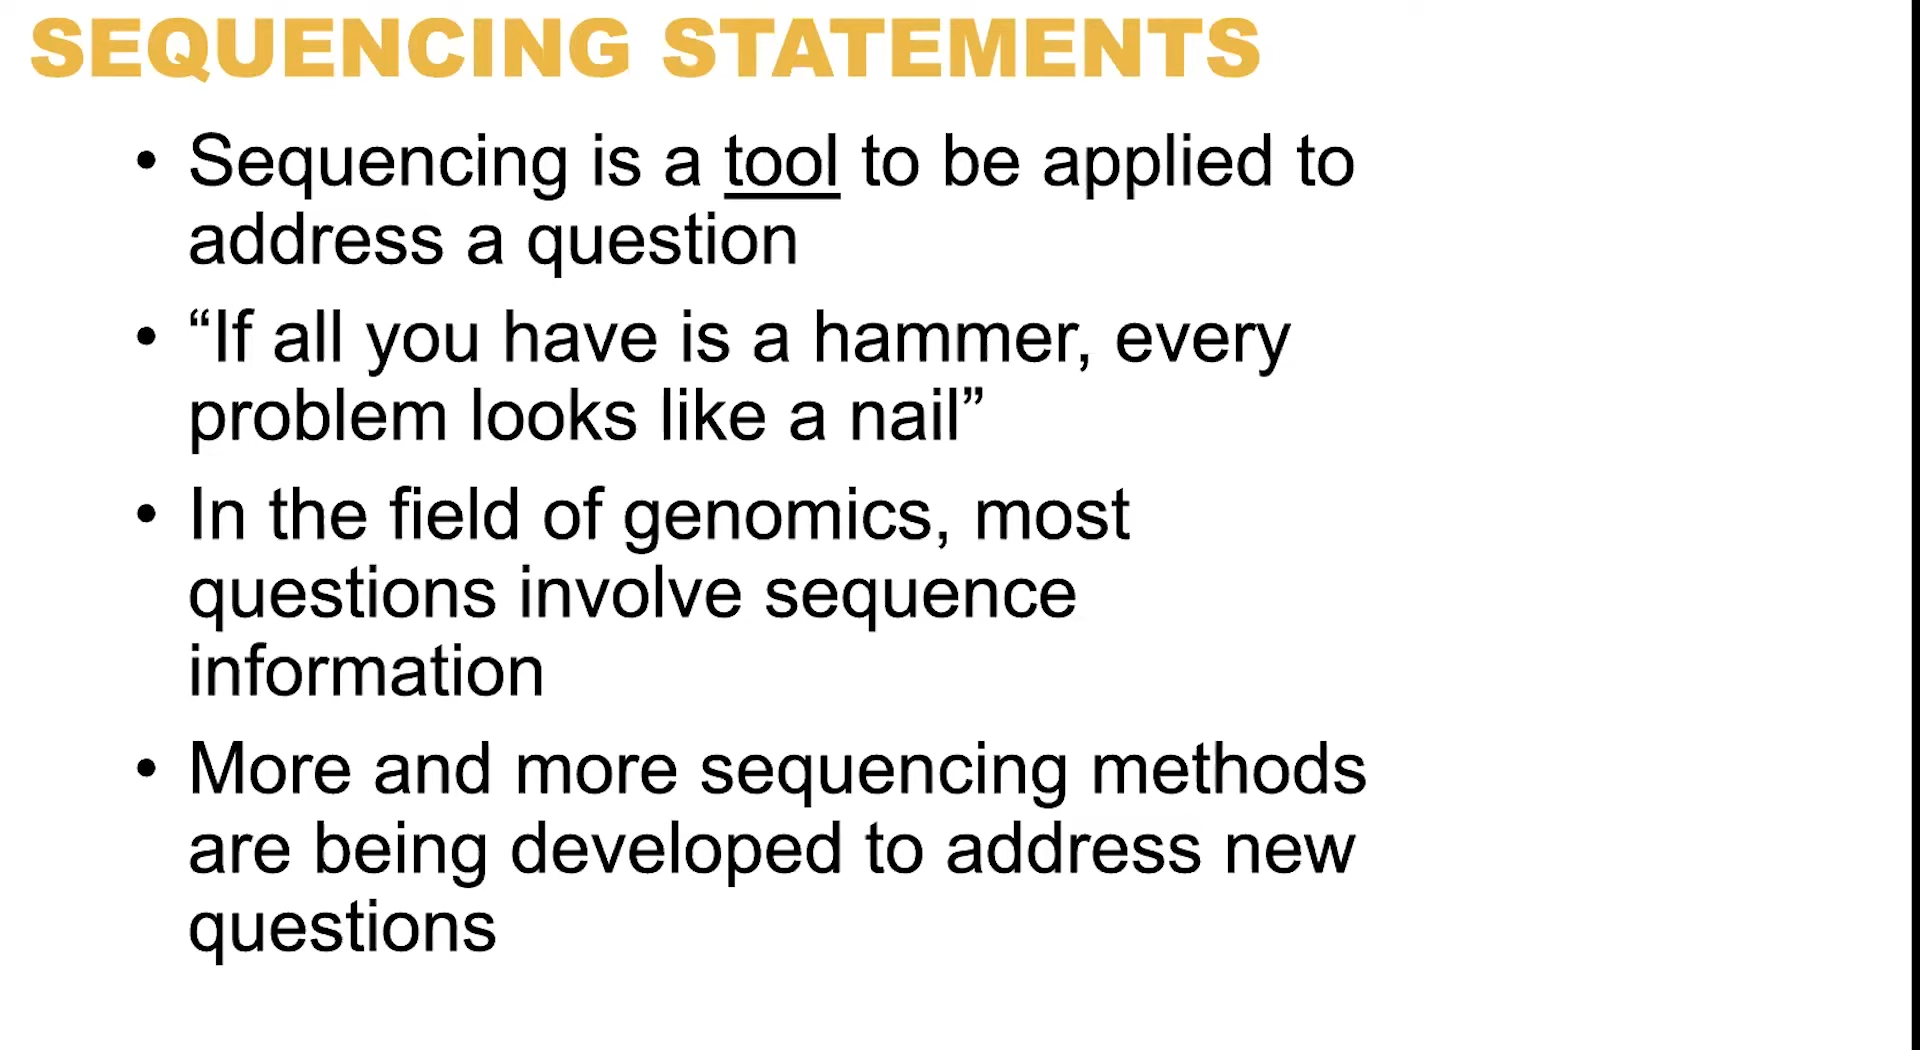 SEQUENCING STATEMENTS
• Sequencing is a tool to be applied to
address a question
• “If all you have is a hammer, every
problem looks like a nail”
• In the field of genomics, most
questions involve sequence
information
• More and more sequencing methods
are being developed to address new
questions